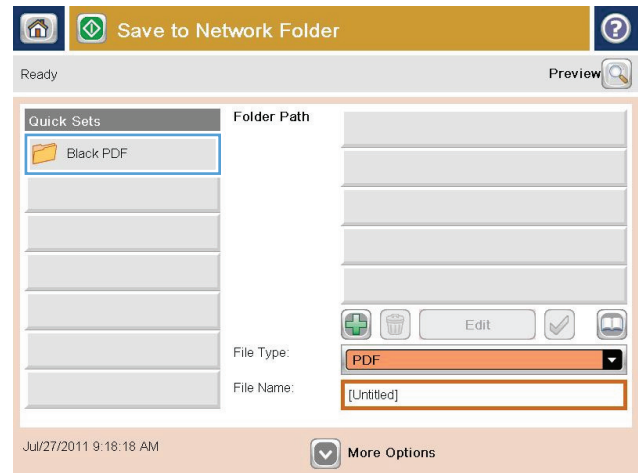 Save to Network Folder
Ready
Preview
Quick Sets
Folder Path
Black PDF
Edit
File Type:
PDF
File Name:
[Untitled]
Jul/27/2011 9:18:18 AM
More Options